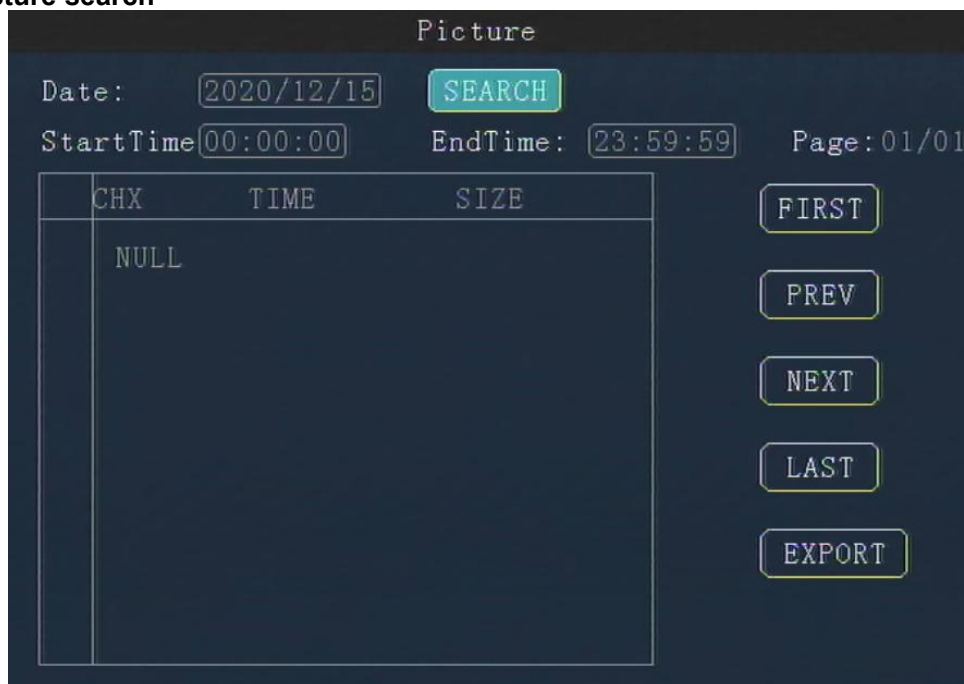 search
Picture
Date: 2020/12/15 SEARCH
StartTime 00:00:00 EndTime: 23:59:59 Page:01/01
CHX TIME SIZE
FIRST
NULL
PREV
NEXT
LAST
EXPORT